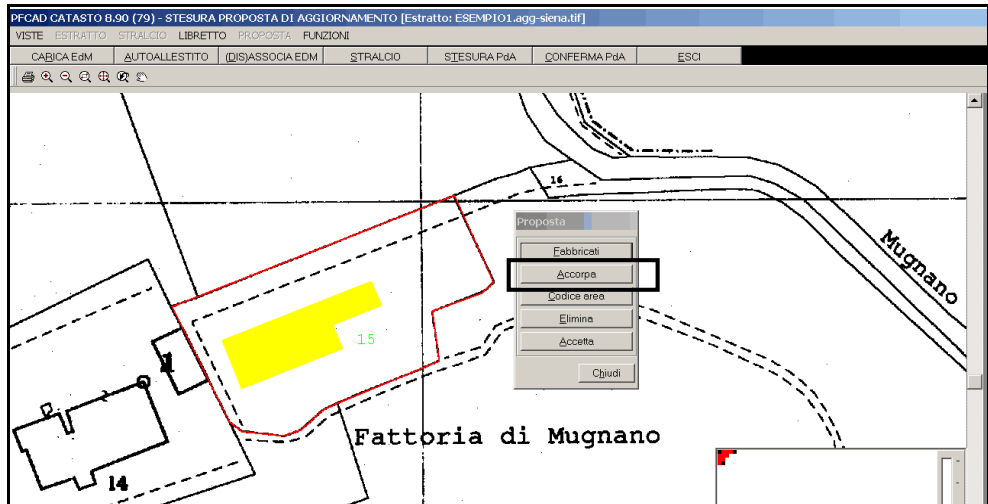 PFCAD CATASTO 8.90 (79) - STESURA PROPOSTA DI AGGIORNAMENTO [Estratto: ESEMPIO1.agg-siena.tif]
VISTE ESTRATTO STRALCIO LIBRETTO PROPOSTA FUNZIONI
CARICA EdM AUTOALLESTITO (DIS)ASSOCIA EDM STRALCIO STESURA PdA CONFERMA PdA ESCI
16
Proposta
Fabbricati
Accorpa
Codice area
Elimina
Accetta
Chiudi
Mugnano
15
Fattoria di Mugnano
14